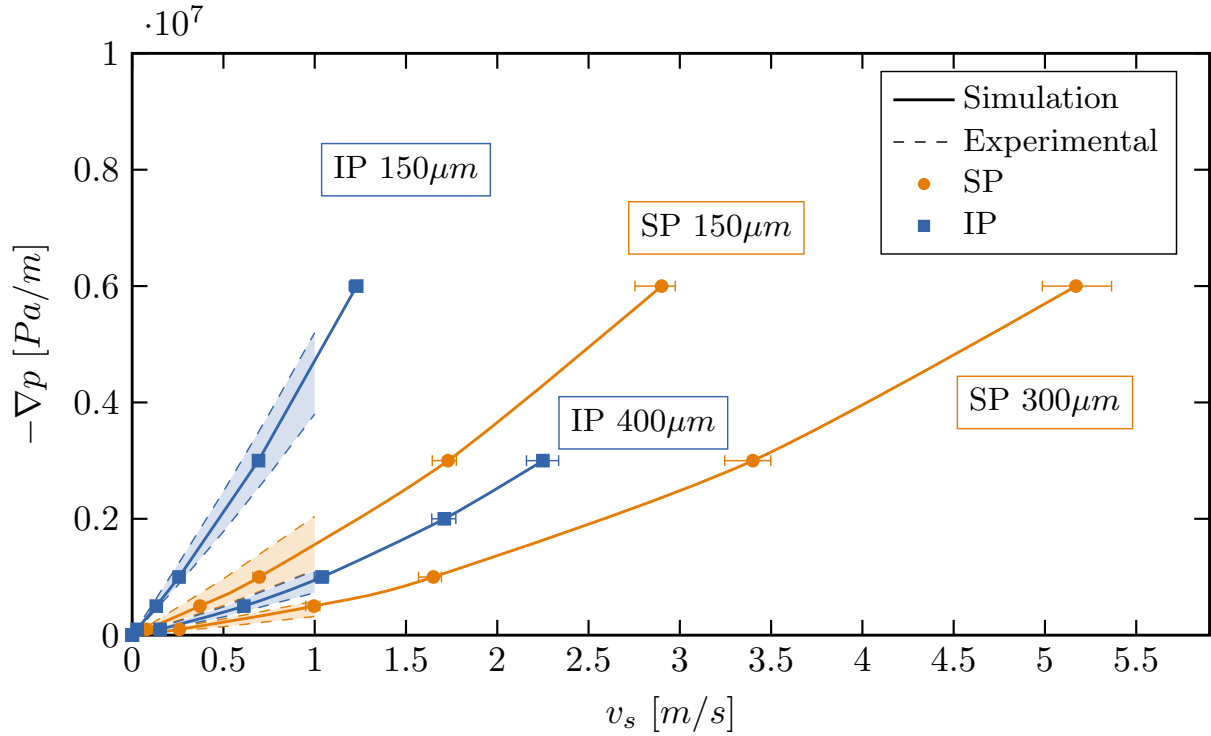 ·10⁷
1
0.8
0.6
0.4
0.2
0
0 0.5 1 1.5 2 2.5 3 3.5 4 4.5 5 5.5
−∇p [Pa/m]
v_s [m/s]
IP 150μm
SP 150μm
IP 400μm
SP 300μm
Simulation
Experimental
SP
IP